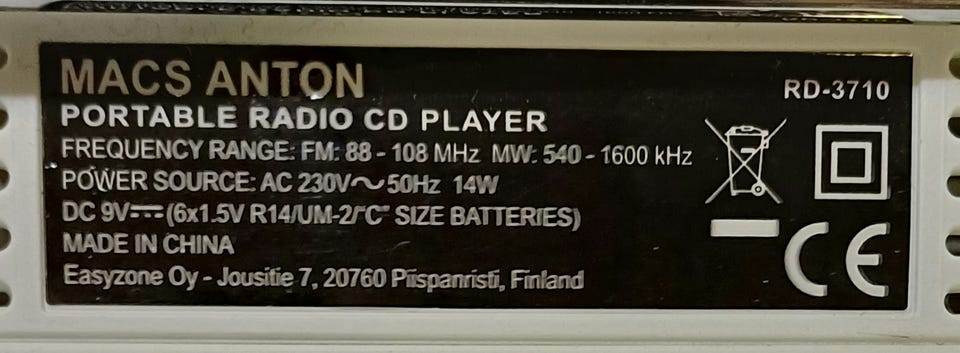 MACS ANTON
RD-3710
PORTABLE RADIO CD PLAYER
FREQUENCY RANGE: FM: 88 - 108 MHz MW: 540 - 1600 kHz
POWER SOURCE: AC 230V～50Hz 14W
DC 9V⎓(6x1.5V R14/UM-2/"C" SIZE BATTERIES)
MADE IN CHINA
Easyzone Oy - Jousitie 7, 20760 Piispanristi, Finland
CE